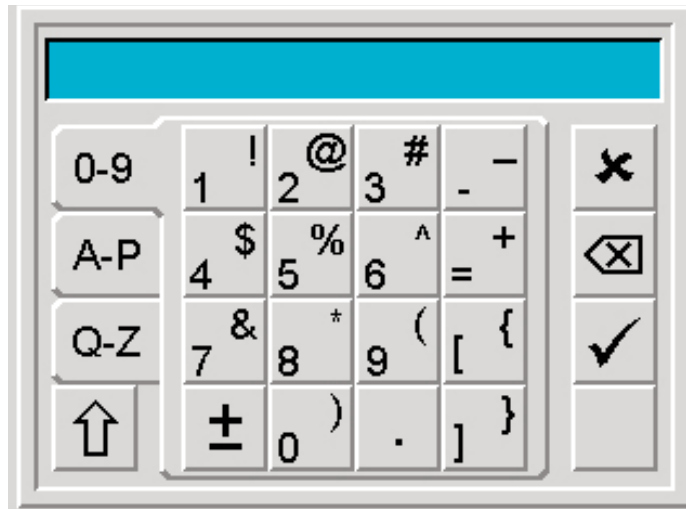 0-9 1 ! 2 @ 3 # - _
A-P 4 $ 5 % 6 ^ = +
Q-Z 7 & 8 * 9 ( [ {
± 0 ) . ] }